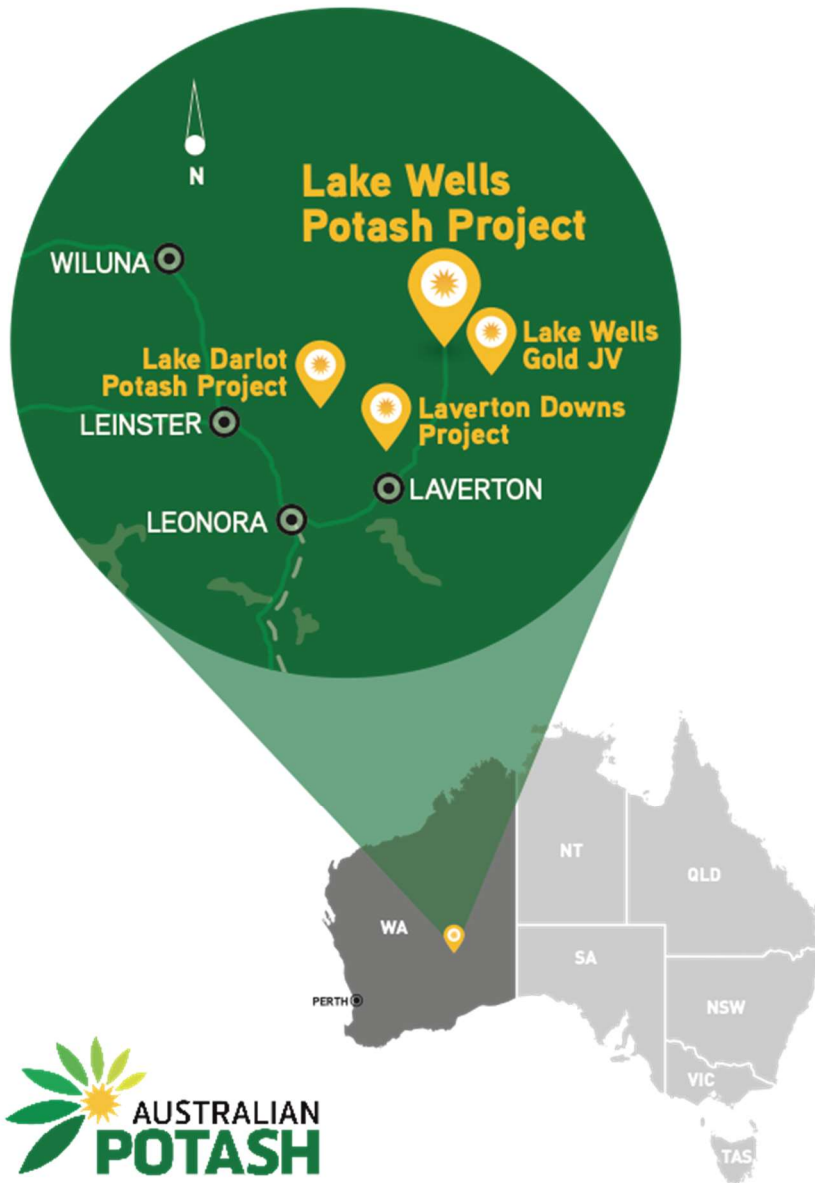 N
Lake Wells
Potash Project
WILUNA
Lake Wells
Gold JV
Lake Darlot
Potash Project
Laverton Downs
Project
LEINSTER
LAVERTON
LEONORA
NT
QLD
WA
SA
PERTH
NSW
VIC
TAS
AUSTRALIAN
POTASH